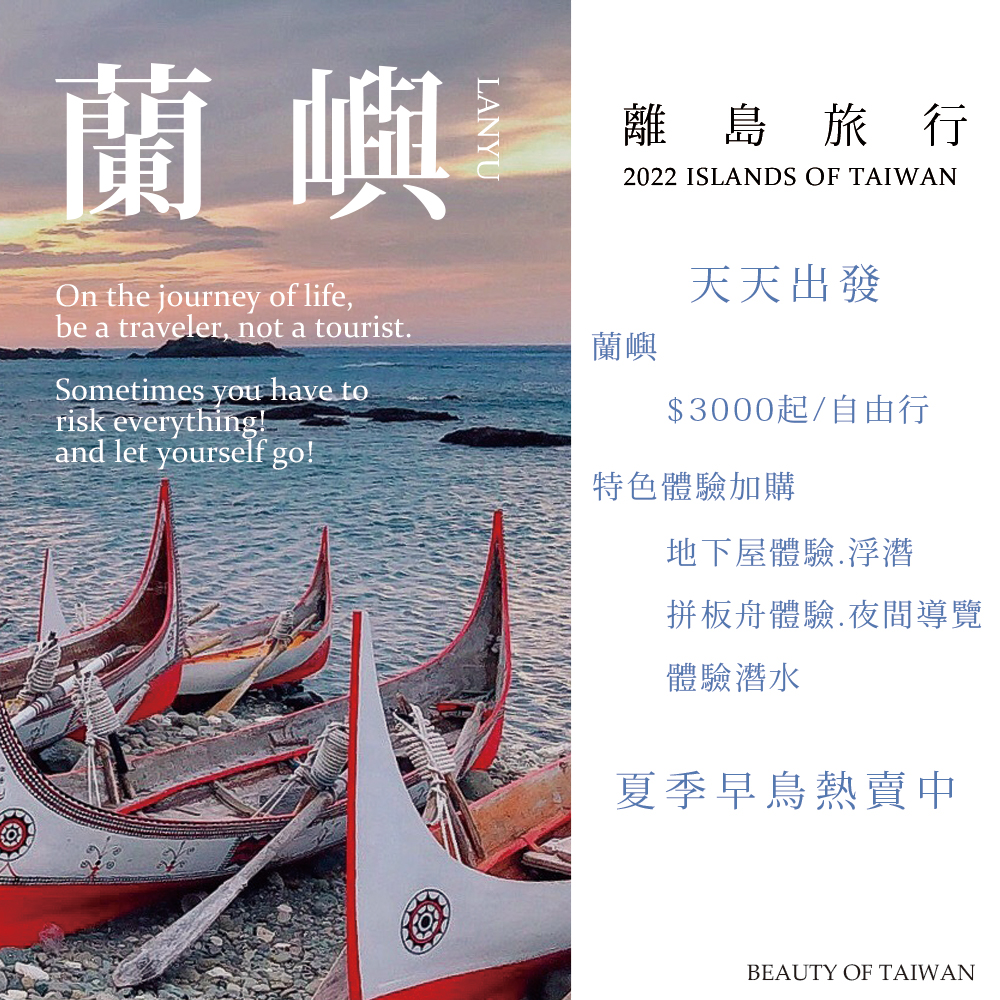 蘭嶼
LANYU
On the journey of life,
be a traveler, not a tourist.
Sometimes you have to
risk everything!
and let yourself go!
離島旅行
2022 ISLANDS OF TAIWAN
天天出發
蘭嶼
$3000起/自由行
特色體驗加購
地下屋體驗.浮潛
拼板舟體驗.夜間導覽
體驗潛水
夏季早鳥熱賣中
BEAUTY OF TAIWAN